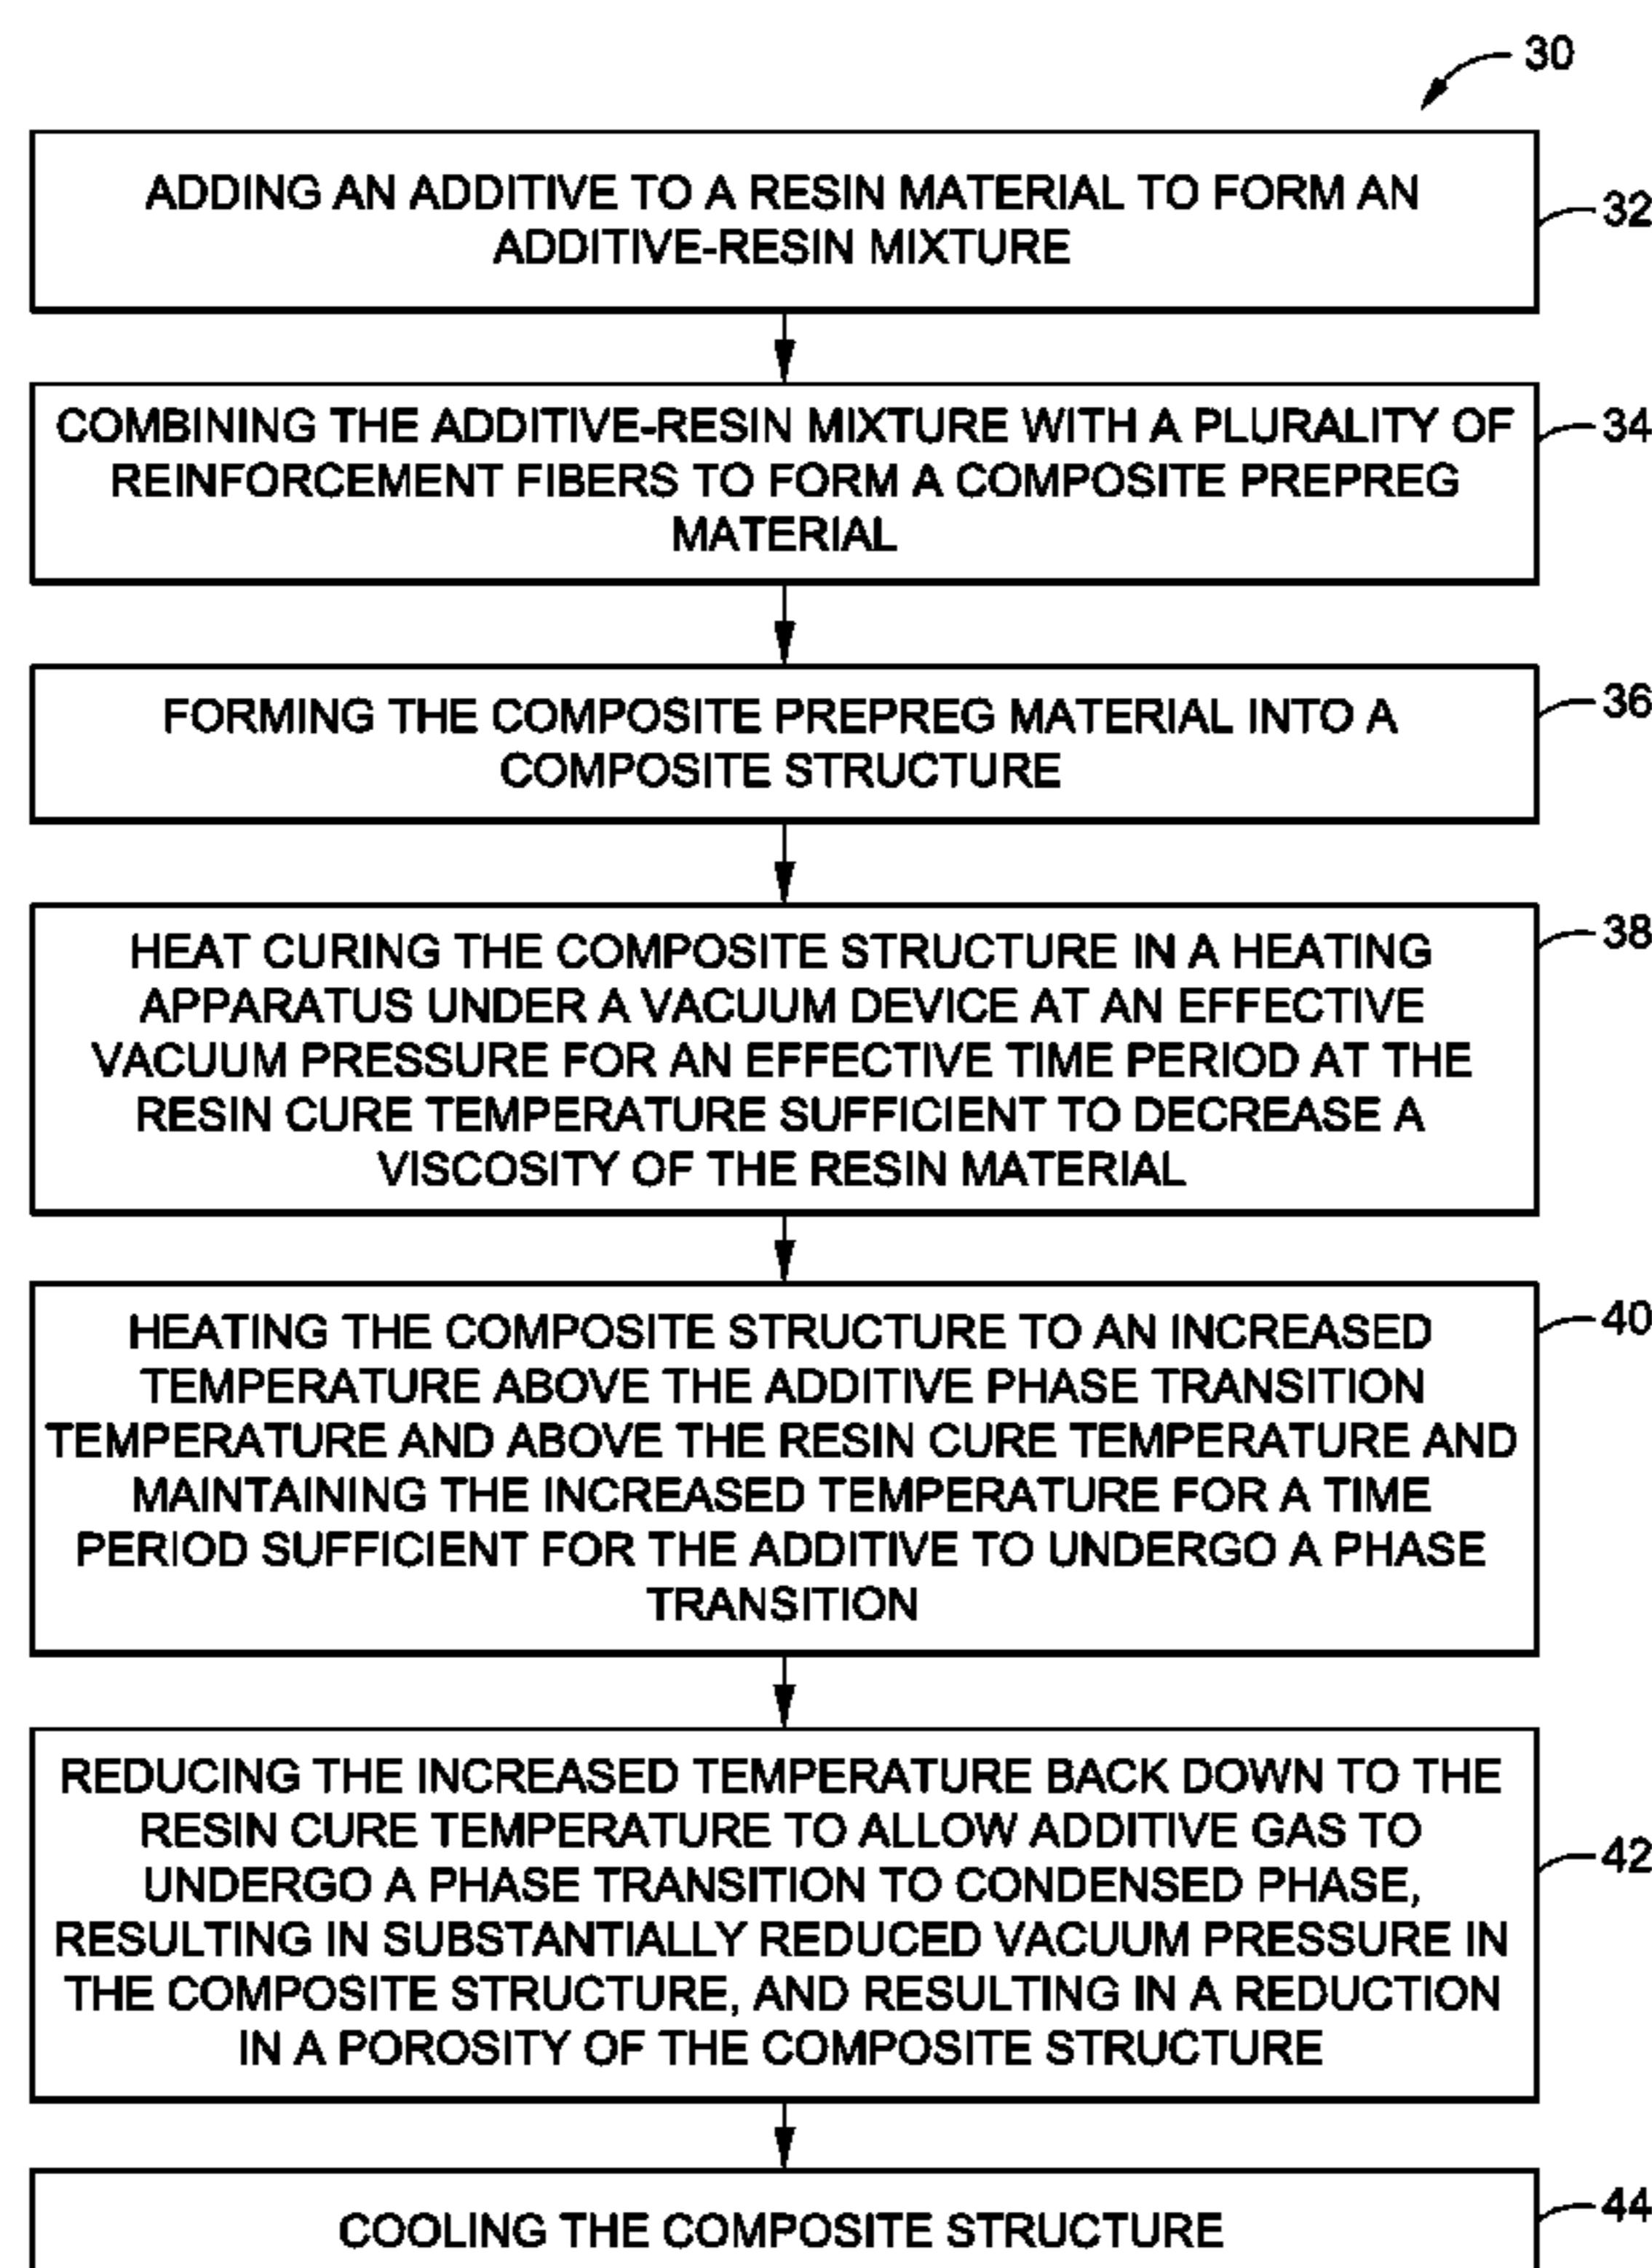 30
ADDING AN ADDITIVE TO A RESIN MATERIAL TO FORM AN
ADDITIVE-RESIN MIXTURE
32
COMBINING THE ADDITIVE-RESIN MIXTURE WITH A PLURALITY OF
REINFORCEMENT FIBERS TO FORM A COMPOSITE PREPREG
MATERIAL
34
FORMING THE COMPOSITE PREPREG MATERIAL INTO A
COMPOSITE STRUCTURE
36
HEAT CURING THE COMPOSITE STRUCTURE IN A HEATING
APPARATUS UNDER A VACUUM DEVICE AT AN EFFECTIVE
VACUUM PRESSURE FOR AN EFFECTIVE TIME PERIOD AT THE
RESIN CURE TEMPERATURE SUFFICIENT TO DECREASE A
VISCOSITY OF THE RESIN MATERIAL
38
HEATING THE COMPOSITE STRUCTURE TO AN INCREASED
TEMPERATURE ABOVE THE ADDITIVE PHASE TRANSITION
TEMPERATURE AND ABOVE THE RESIN CURE TEMPERATURE AND
MAINTAINING THE INCREASED TEMPERATURE FOR A TIME
PERIOD SUFFICIENT FOR THE ADDITIVE TO UNDERGO A PHASE
TRANSITION
40
REDUCING THE INCREASED TEMPERATURE BACK DOWN TO THE
RESIN CURE TEMPERATURE TO ALLOW ADDITIVE GAS TO
UNDERGO A PHASE TRANSITION TO CONDENSED PHASE,
RESULTING IN SUBSTANTIALLY REDUCED VACUUM PRESSURE IN
THE COMPOSITE STRUCTURE, AND RESULTING IN A REDUCTION
IN A POROSITY OF THE COMPOSITE STRUCTURE
42
COOLING THE COMPOSITE STRUCTURE
44